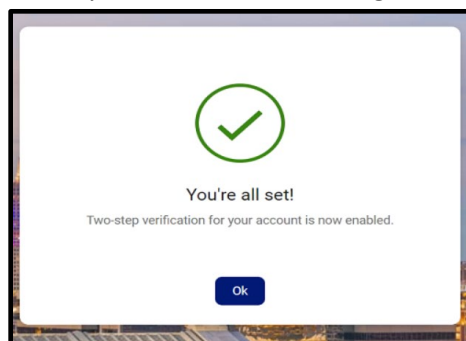 You're all set!
Two-step verification for your account is now enabled.
Ok